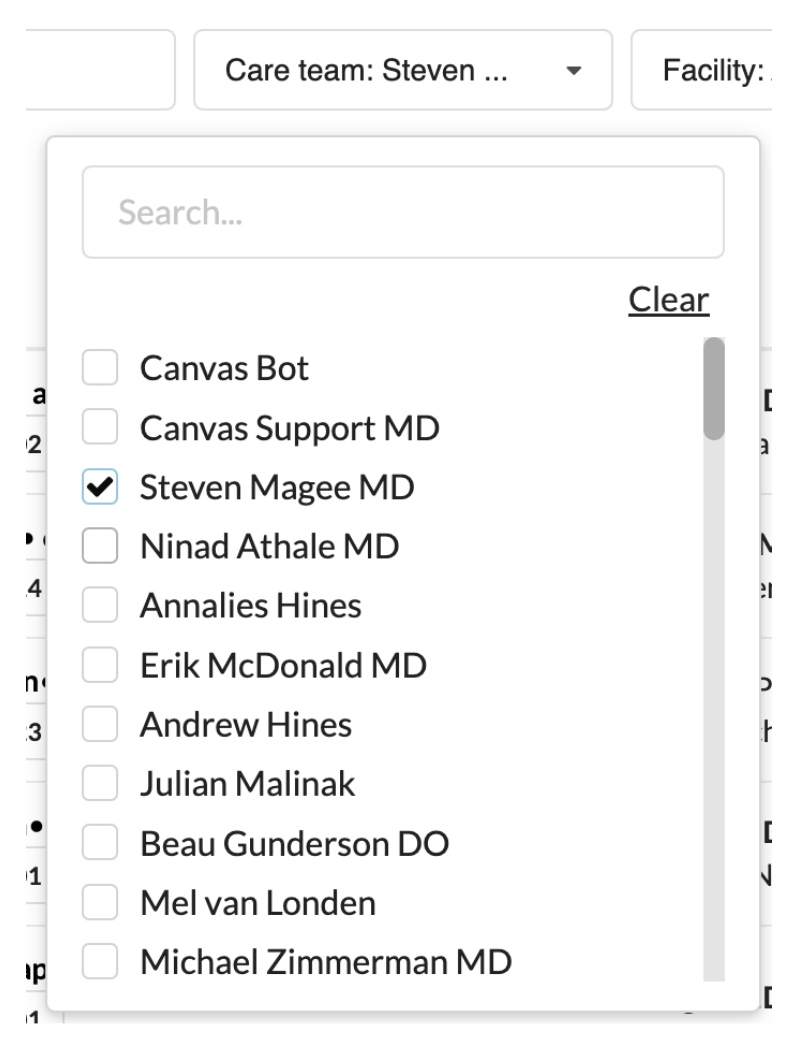 Care team: Steven ...
Facility:
Search...
Clear
Canvas Bot
Canvas Support MD
Steven Magee MD
Ninad Athale MD
Annalies Hines
Erik McDonald MD
Andrew Hines
Julian Malinak
Beau Gunderson DO
Mel van Londen
Michael Zimmerman MD